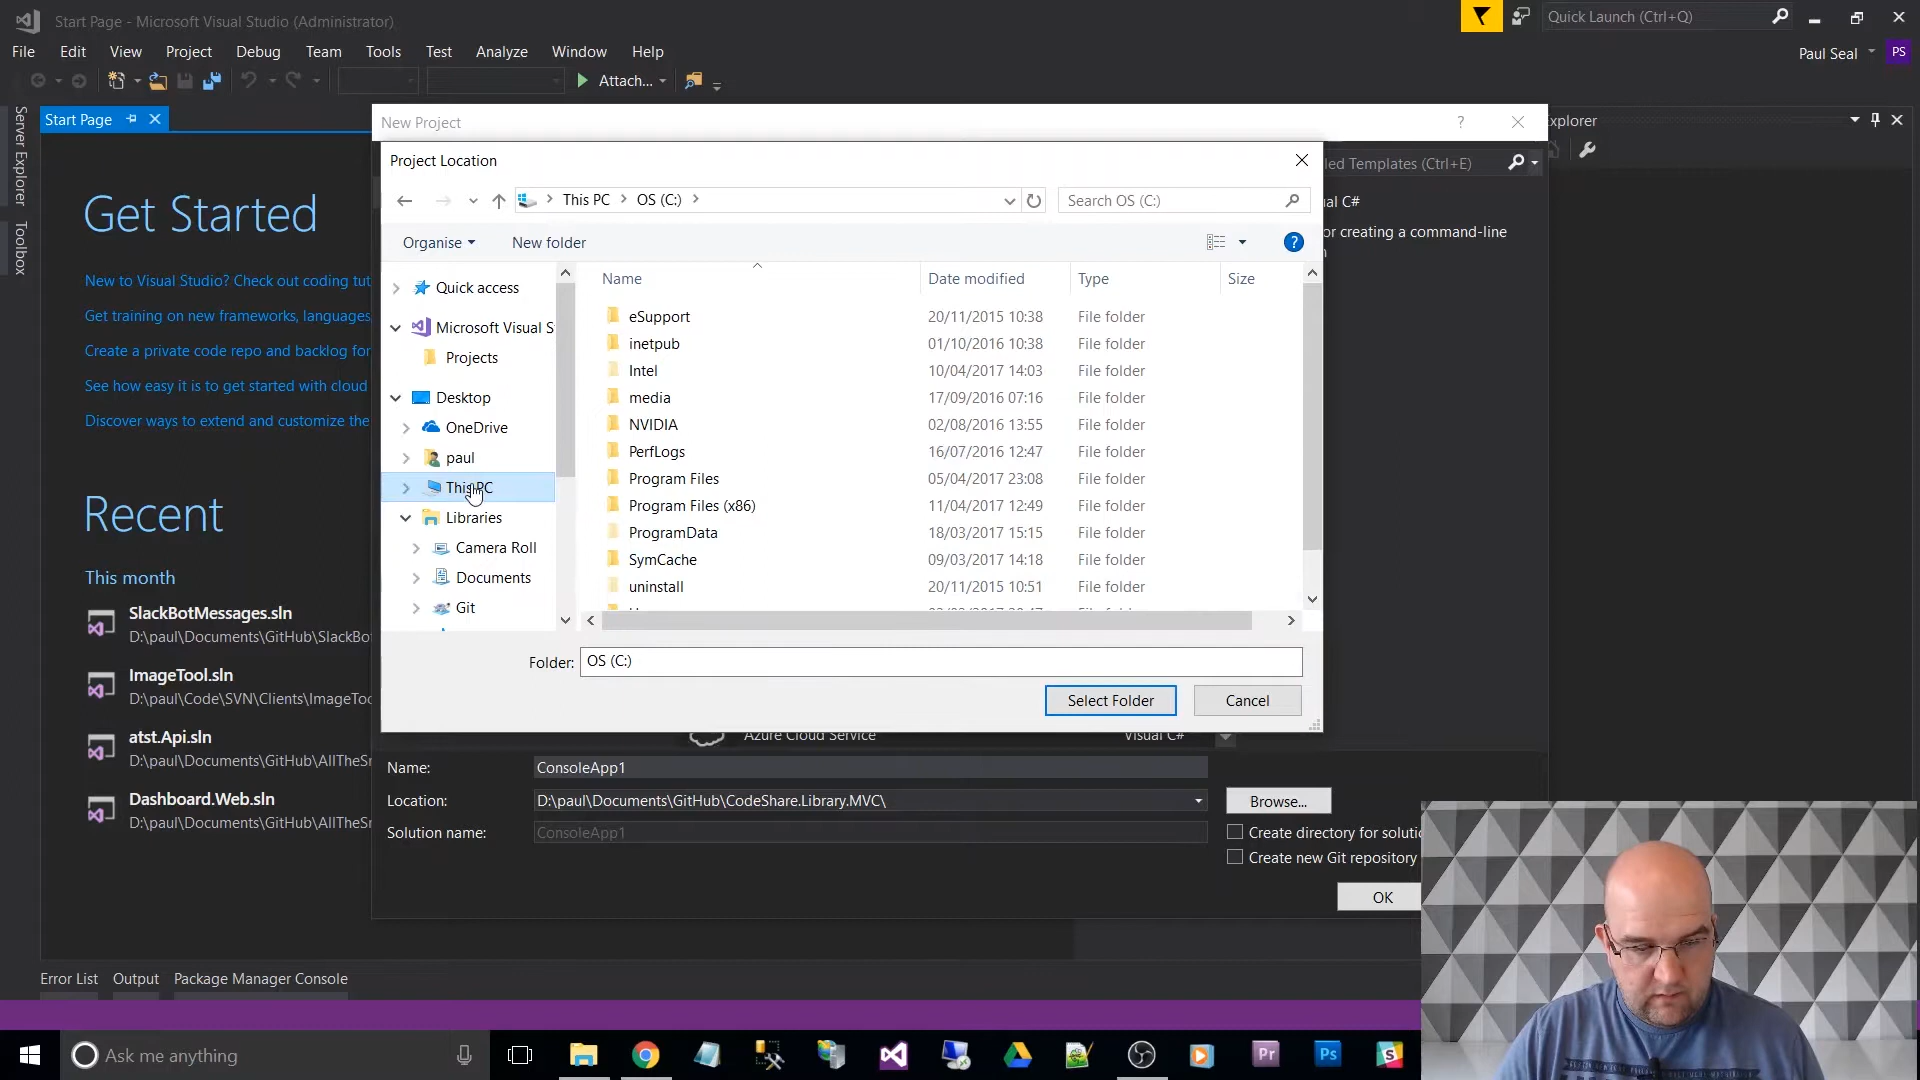 Start Page - Microsoft Visual Studio (Administrator)
Quick Launch (Ctrl+Q)
File Edit View Project Debug Team Tools Test Analyze Window Help
Paul Seal PS
Attach...
Server Explorer
Toolbox
Start Page
Get Started
New to Visual Studio? Check out coding tut
Get training on new frameworks, languages,
Create a private code repo and backlog for
See how easy it is to get started with cloud
Discover ways to extend and customize the
Recent
This month
SlackBotMessages.sln
D:\paul\Documents\GitHub\SlackBot
ImageTool.sln
D:\paul\Code\SVN\Clients\ImageToo
atst.Api.sln
D:\paul\Documents\GitHub\AllTheSn
Dashboard.Web.sln
D:\paul\Documents\GitHub\AllTheSn
New Project
?
xplorer
led Templates (Ctrl+E)
ual C#
or creating a command-line
Project Location
This PC > OS (C:) >
Search OS (C:)
Organise New folder
?
Quick access
Microsoft Visual S
Projects
Desktop
OneDrive
paul
This PC
Libraries
Camera Roll
Documents
Git
Name Date modified Type Size
eSupport 20/11/2015 10:38 File folder
inetpub 01/10/2016 10:38 File folder
Intel 10/04/2017 14:03 File folder
media 17/09/2016 07:16 File folder
NVIDIA 02/08/2016 13:55 File folder
PerfLogs 16/07/2016 12:47 File folder
Program Files 05/04/2017 23:08 File folder
Program Files (x86) 11/04/2017 12:49 File folder
ProgramData 18/03/2017 15:15 File folder
SymCache 09/03/2017 14:18 File folder
uninstall 20/11/2015 10:51 File folder
Folder: OS (C:)
Select Folder Cancel
Azure Cloud Service Visual C#
Name: ConsoleApp1
Location: D:\paul\Documents\GitHub\CodeShare.Library.MVC\
Browse...
Solution name: ConsoleApp1
Create directory for soluti
Create new Git repository
OK
Error List Output Package Manager Console
Ask me anything
Pr
Ps